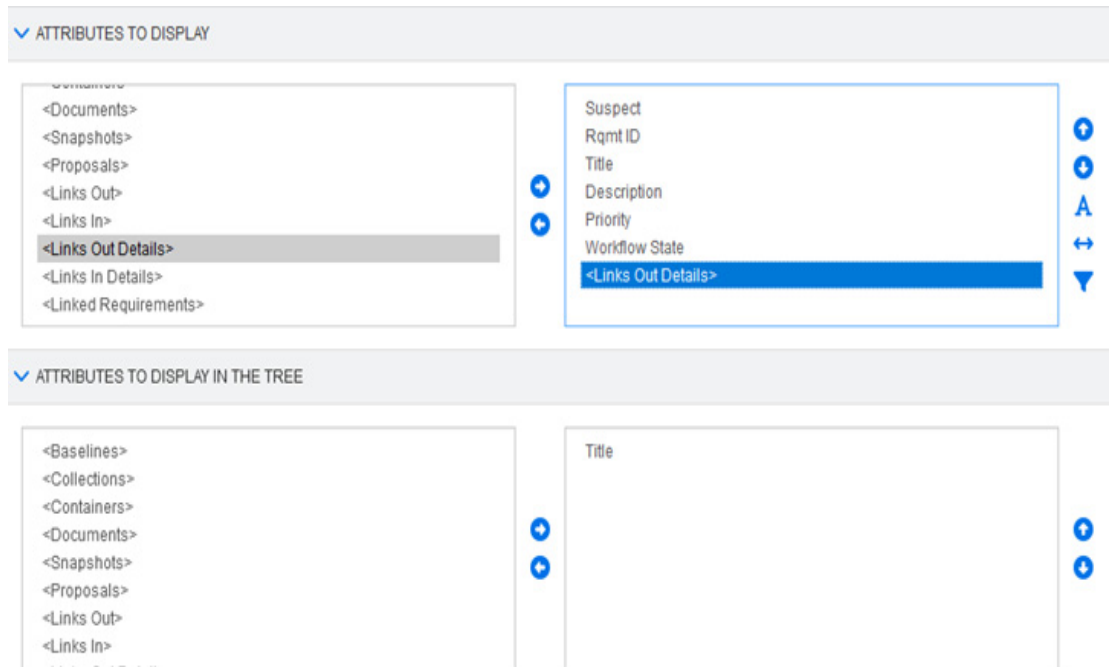 ATTRIBUTES TO DISPLAY
<Documents>
<Snapshots>
<Proposals>
<Links Out>
<Links In>
<Links Out Details>
<Links In Details>
<Linked Requirements>
Suspect
Rqmt ID
Title
Description
Priority
Workflow State
<Links Out Details>
A
ATTRIBUTES TO DISPLAY IN THE TREE
<Baselines>
<Collections>
<Containers>
<Documents>
<Snapshots>
<Proposals>
<Links Out>
<Links In>
Title